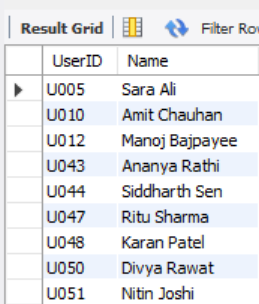 Result Grid Filter Rov
UserID Name
U005 Sara Ali
U010 Amit Chauhan
U012 Manoj Bajpayee
U043 Ananya Rathi
U044 Siddharth Sen
U047 Ritu Sharma
U048 Karan Patel
U050 Divya Rawat
U051 Nitin Joshi